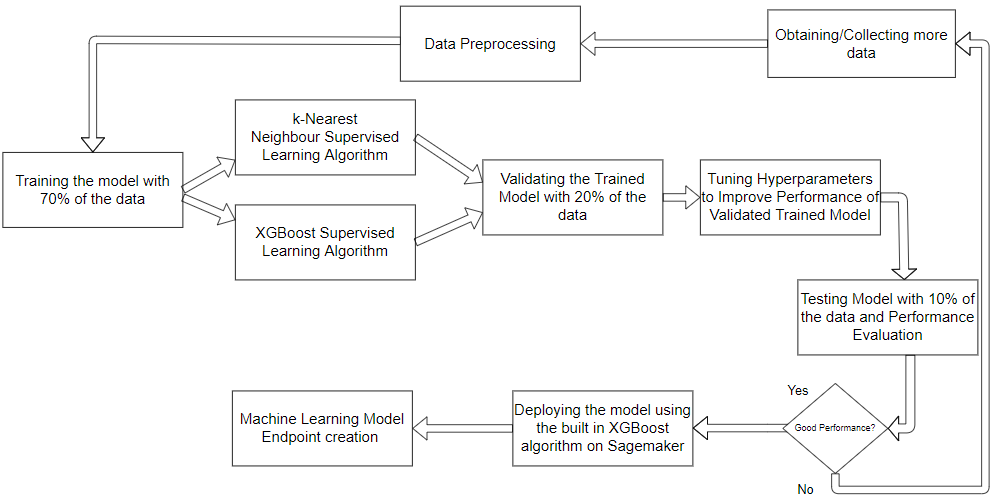 Data Preprocessing
Obtaining/Collecting more
data
k-Nearest
Neighbour Supervised
Learning Algorithm
Training the model with
70% of the data
XGBoost Supervised
Learning Algorithm
Validating the Trained
Model with 20% of the
data
Tuning Hyperparameters
to Improve Performance of
Validated Trained Model
Testing Model with 10% of
the data and Performance
Evaluation
Yes
Good Performance?
No
Deploying the model using
the built in XGBoost
algorithm on Sagemaker
Machine Learning Model
Endpoint creation